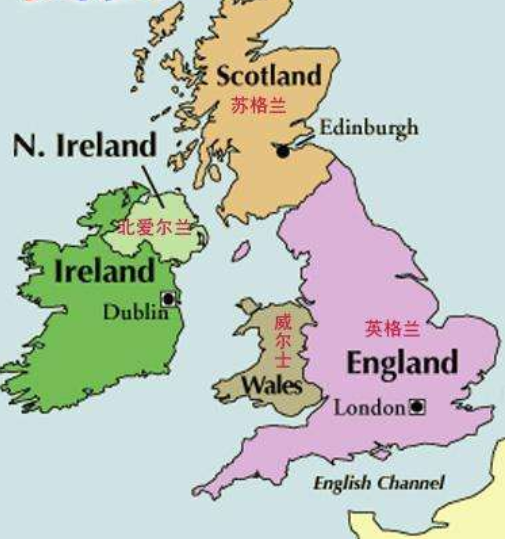 Scotland
苏格兰
Edinburgh
N. Ireland
北爱尔兰
Ireland
Dublin
威尔士
Wales
英格兰
England
London
English Channel